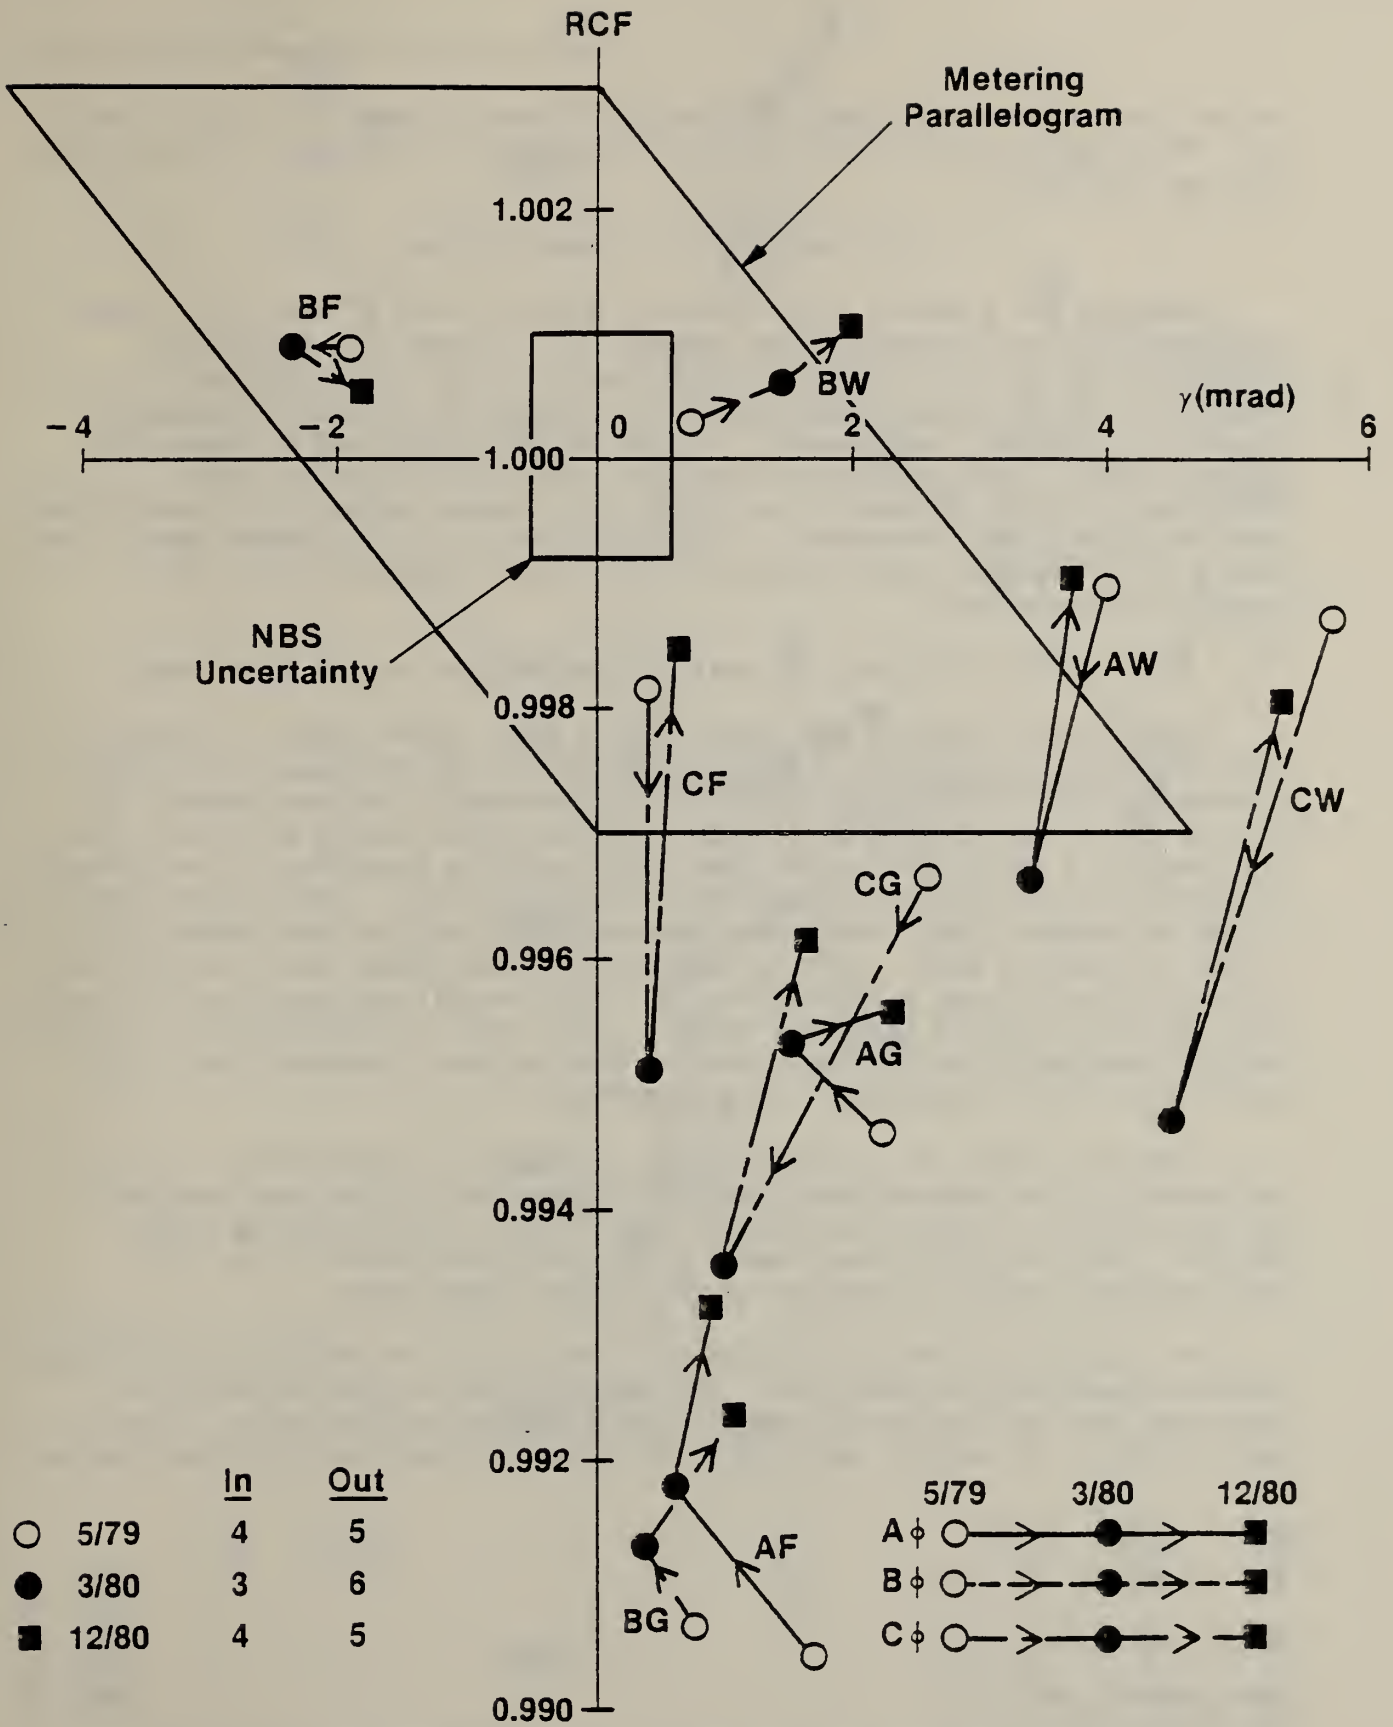 RCF
Metering
Parallelogram
1.002
BF
BW
γ(mrad)
– 4
– 2
0
2
4
6
1.000
NBS
Uncertainty
0.998
AW
CF
CW
CG
0.996
AG
0.994
0.992
In Out
5/79 4 5
3/80 3 6
12/80 4 5
AF
BG
5/79 3/80 12/80
A ϕ
B ϕ
C ϕ
0.990